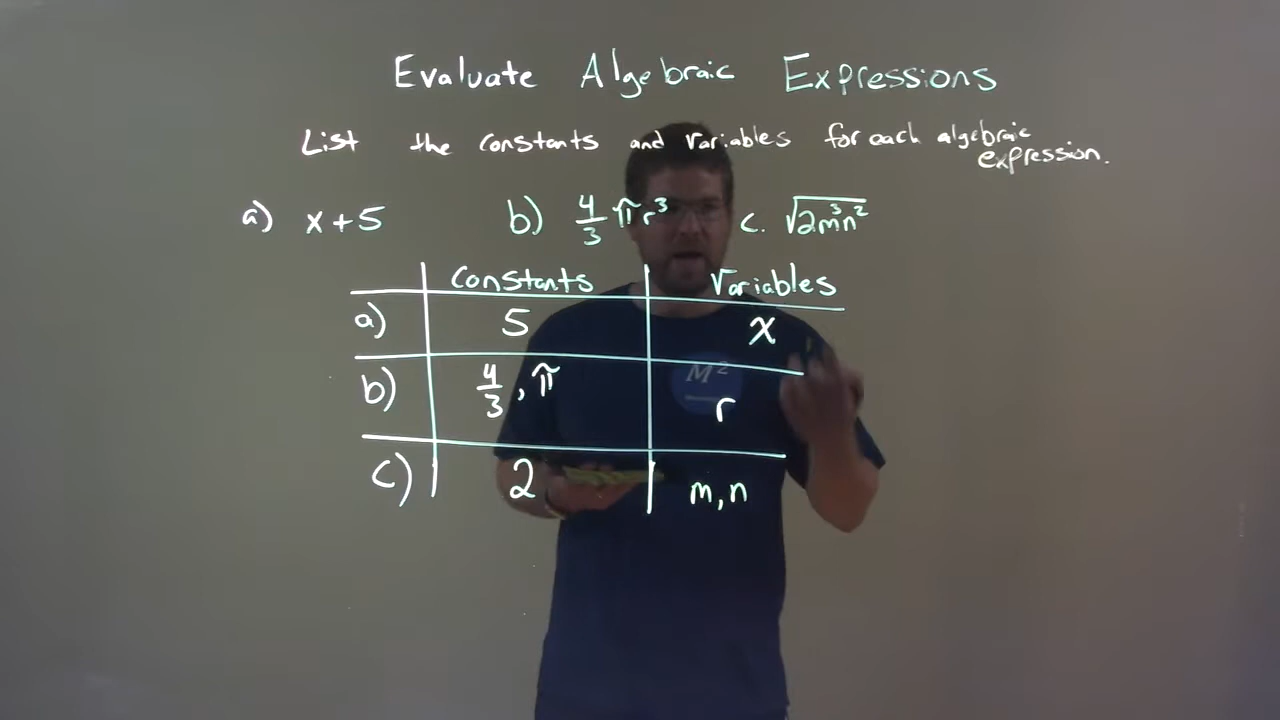 Evaluate Algebraic Expressions
List the constants and variables for each algebraic
expression.
a) x+5 b.) 4/3 πr³ c. √2m³n²
Constants Variables
a) 5 x
b) 4/3, π r
M²
c) 2 m,n